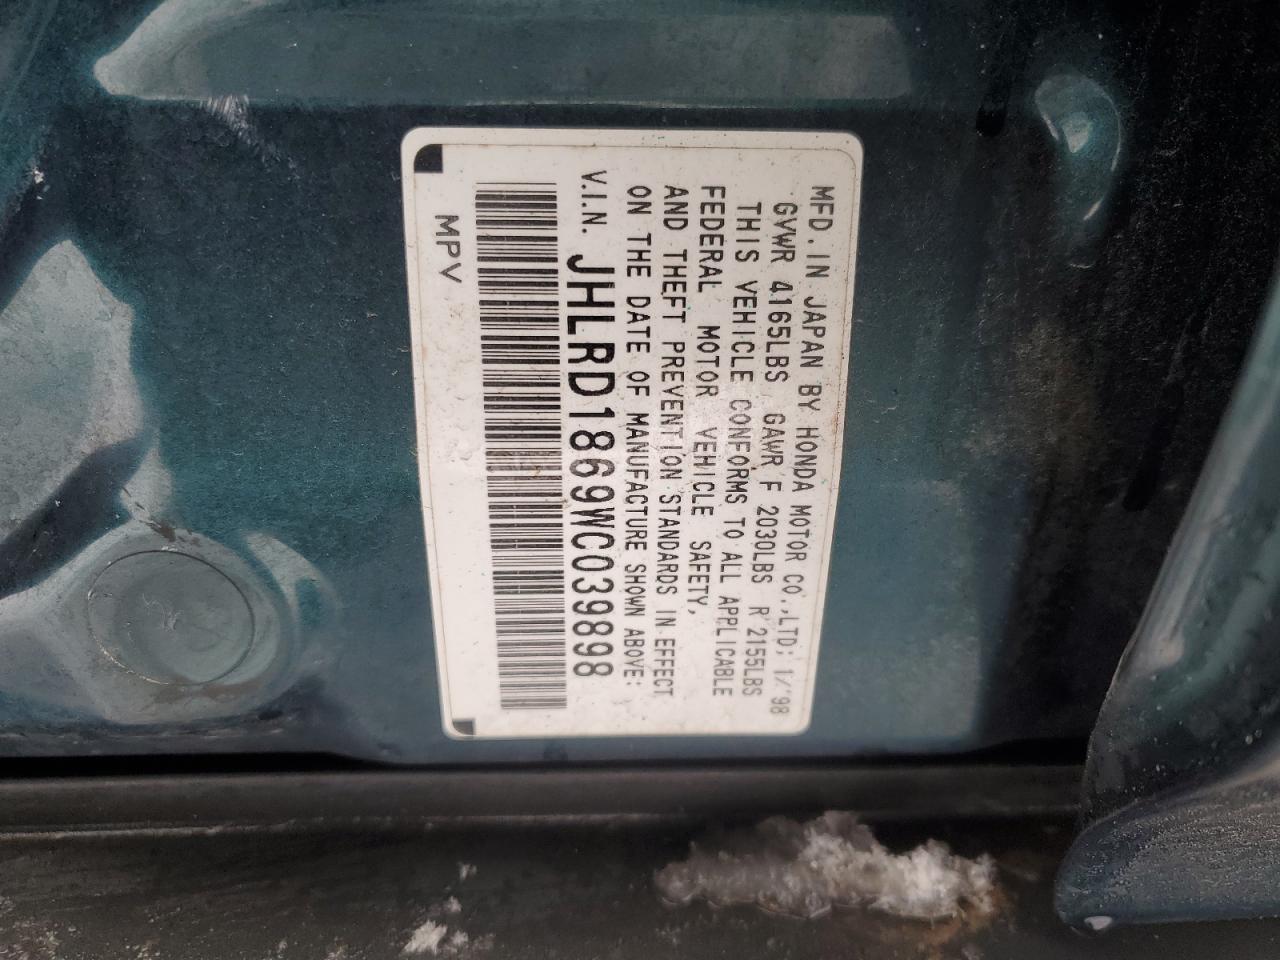 MFD. IN JAPAN BY HONDA MOTOR CO., LTD; 1/'98
GVWR 4165LBS GAWR F 2030LBS R 2155LBS
THIS VEHICLE CONFORMS TO ALL APPLICABLE
FEDERAL MOTOR VEHICLE SAFETY,
AND THEFT PREVENTION STANDARDS IN EFFECT
ON THE DATE OF MANUFACTURE SHOWN ABOVE:
V.I.N. JHLRD1869WC039898
MPV